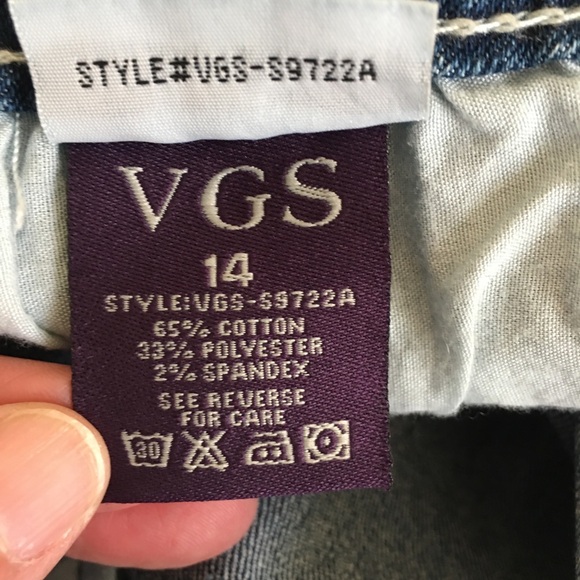 STYLE#VGS-S9722A
VGS
14
STYLE:VGS-S9722A
65% COTTON
33% POLYESTER
2% SPANDEX
SEE REVERSE
FOR CARE
30